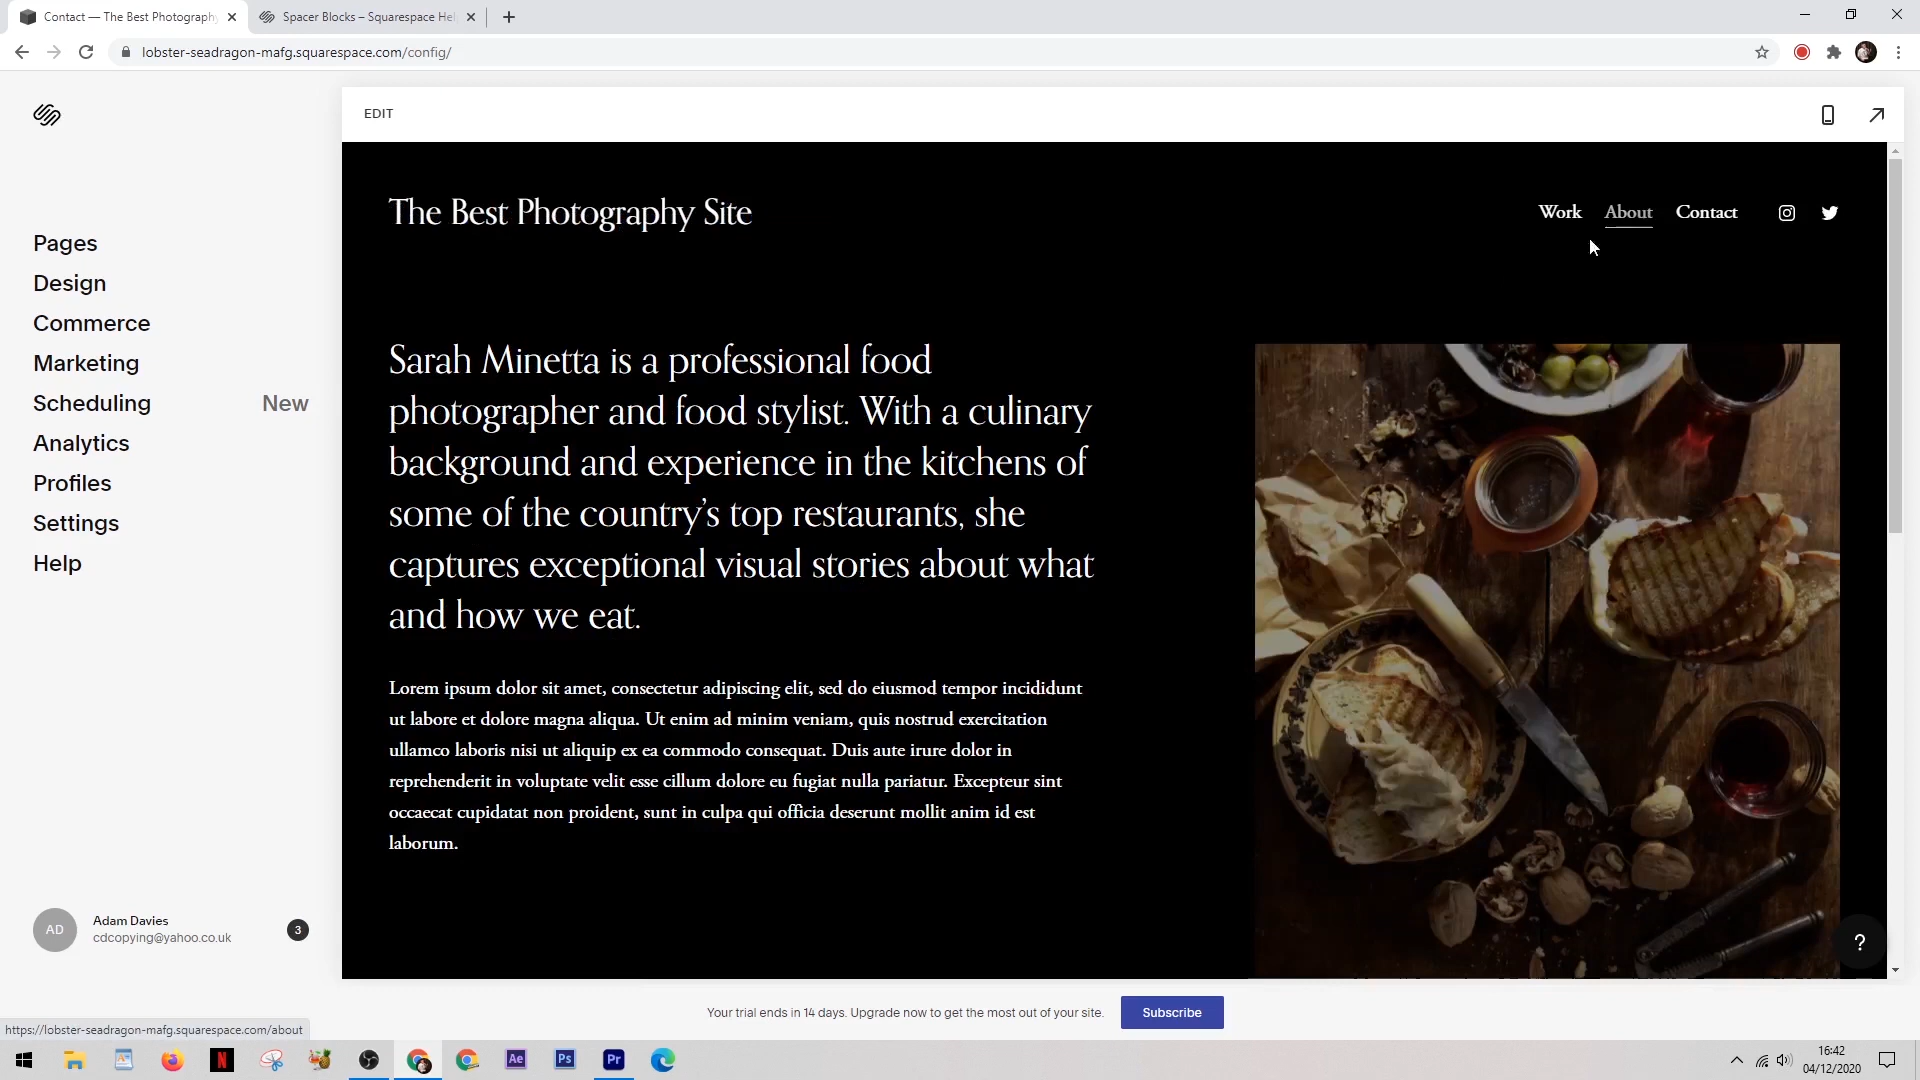 Contact — The Best Photography
Spacer Blocks – Squarespace Hel
lobster-seadragon-mafg.squarespace.com/config/
EDIT
The Best Photography Site
Work About Contact
Pages
Design
Commerce
Marketing
Scheduling New
Analytics
Profiles
Settings
Help
Sarah Minetta is a professional food
photographer and food stylist. With a culinary
background and experience in the kitchens of
some of the country’s top restaurants, she
captures exceptional visual stories about what
and how we eat.
Lorem ipsum dolor sit amet, consectetur adipiscing elit, sed do eiusmod tempor incididunt
ut labore et dolore magna aliqua. Ut enim ad minim veniam, quis nostrud exercitation
ullamco laboris nisi ut aliquip ex ea commodo consequat. Duis aute irure dolor in
reprehenderit in voluptate velit esse cillum dolore eu fugiat nulla pariatur. Excepteur sint
occaecat cupidatat non proident, sunt in culpa qui officia deserunt mollit anim id est
laborum.
AD
Adam Davies
cdcopying@yahoo.co.uk
3
?
Your trial ends in 14 days. Upgrade now to get the most out of your site.
Subscribe
https://lobster-seadragon-mafg.squarespace.com/about
N
Ae
Ps
Pr
16:42
04/12/2020